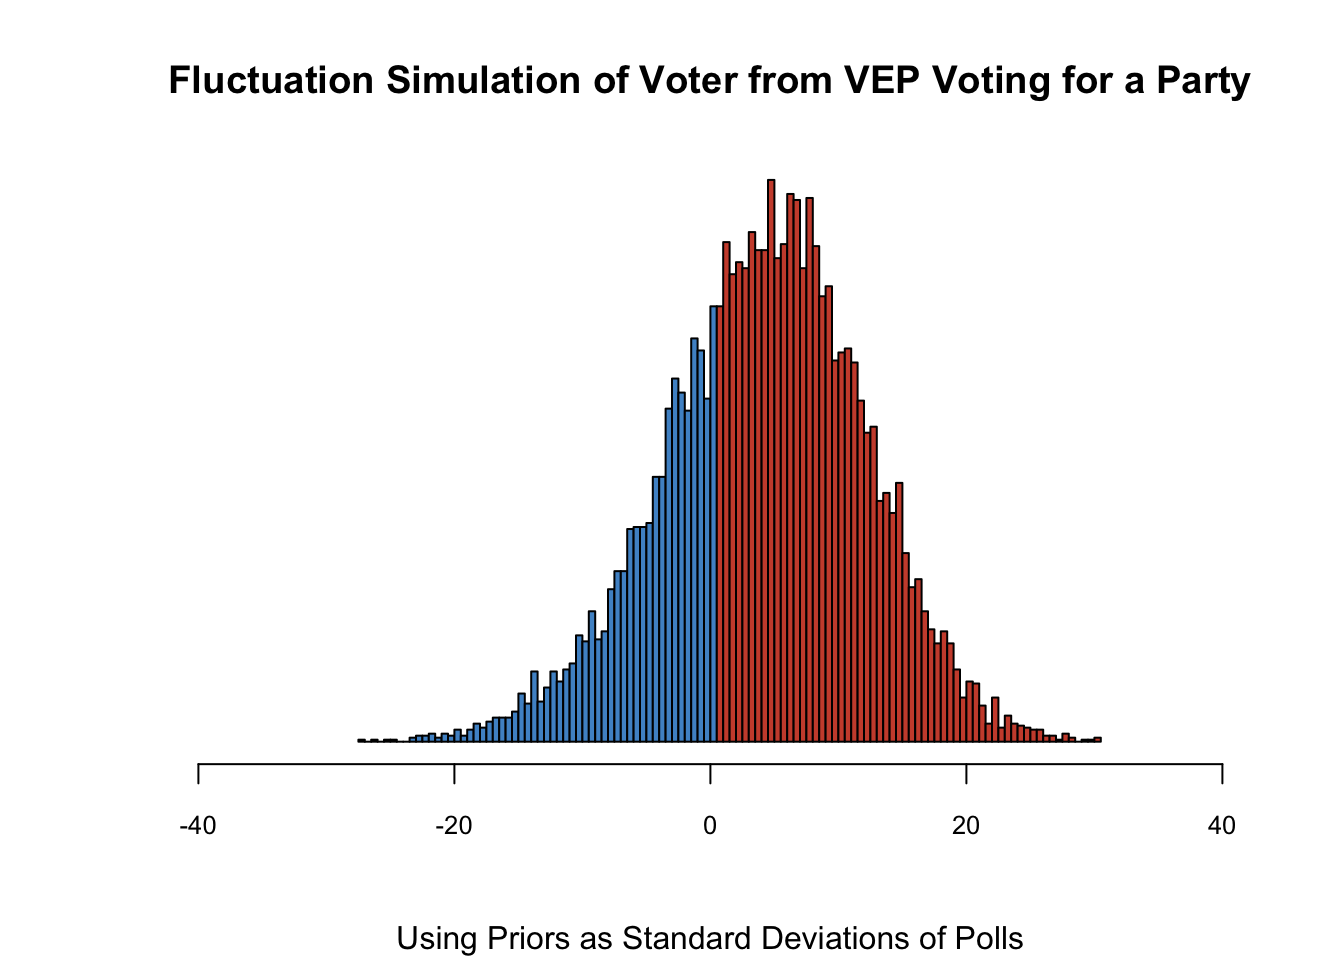 Fluctuation Simulation of Voter from VEP Voting for a Party
-40 -20 0 20 40
Using Priors as Standard Deviations of Polls